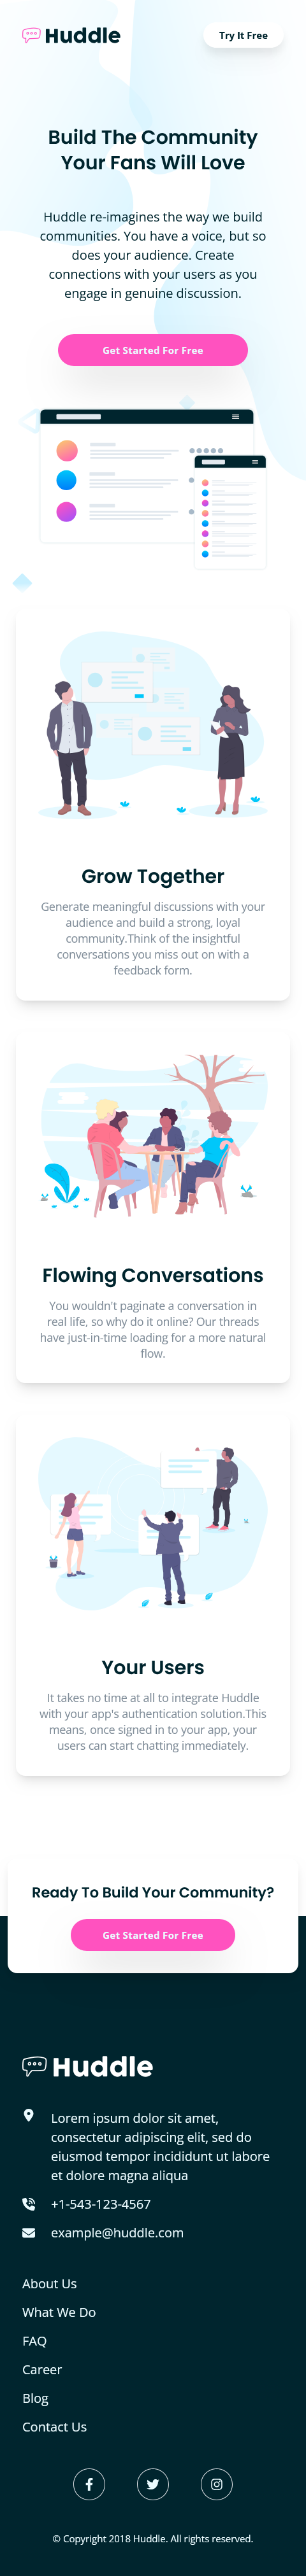 Huddle
Try It Free
Build The Community
Your Fans Will Love
Huddle re-imagines the way we build
communities. You have a voice, but so
does your audience. Create
connections with your users as you
engage in genuine discussion.
Get Started For Free
Grow Together
Generate meaningful discussions with your
audience and build a strong, loyal
community.Think of the insightful
conversations you miss out on with a
feedback form.
Flowing Conversations
You wouldn't paginate a conversation in
real life, so why do it online? Our threads
have just-in-time loading for a more natural
flow.
Your Users
It takes no time at all to integrate Huddle
with your app's authentication solution.This
means, once signed in to your app, your
users can start chatting immediately.
Ready To Build Your Community?
Get Started For Free
Huddle
Lorem ipsum dolor sit amet,
consectetur adipiscing elit, sed do
eiusmod tempor incididunt ut labore
et dolore magna aliqua
+1-543-123-4567
example@huddle.com
About Us
What We Do
FAQ
Career
Blog
Contact Us
© Copyright 2018 Huddle. All rights reserved.